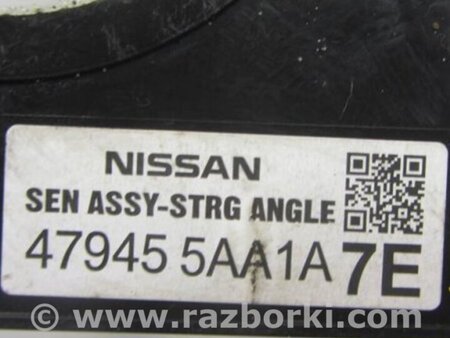 NISSAN
SEN ASSY-STRG ANGLE
47945 5AA1A 7E
© www.razborki.com